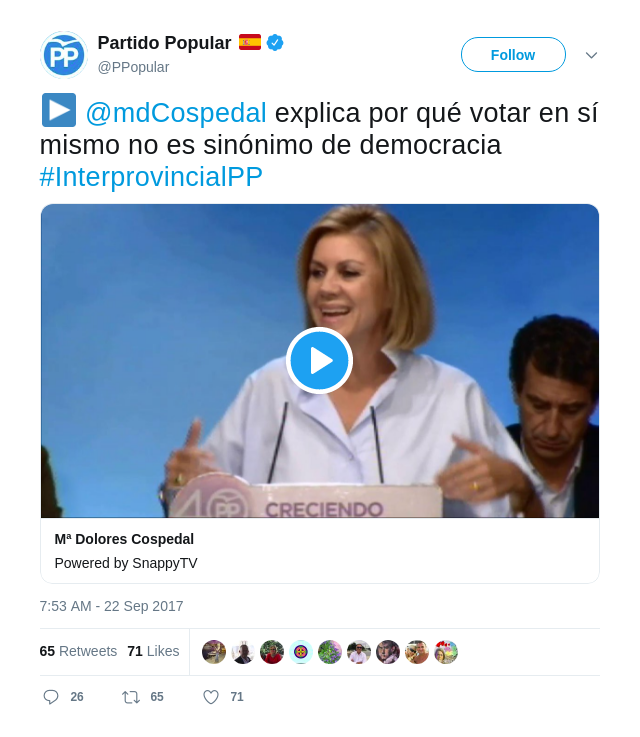 Partido Popular
@PPopular
Follow
@mdCospedal explica por qué votar en sí
mismo no es sinónimo de democracia
#InterprovincialPP
40 PP CRECIENDO
Mª Dolores Cospedal
Powered by SnappyTV
7:53 AM - 22 Sep 2017
65 Retweets 71 Likes
26 65 71